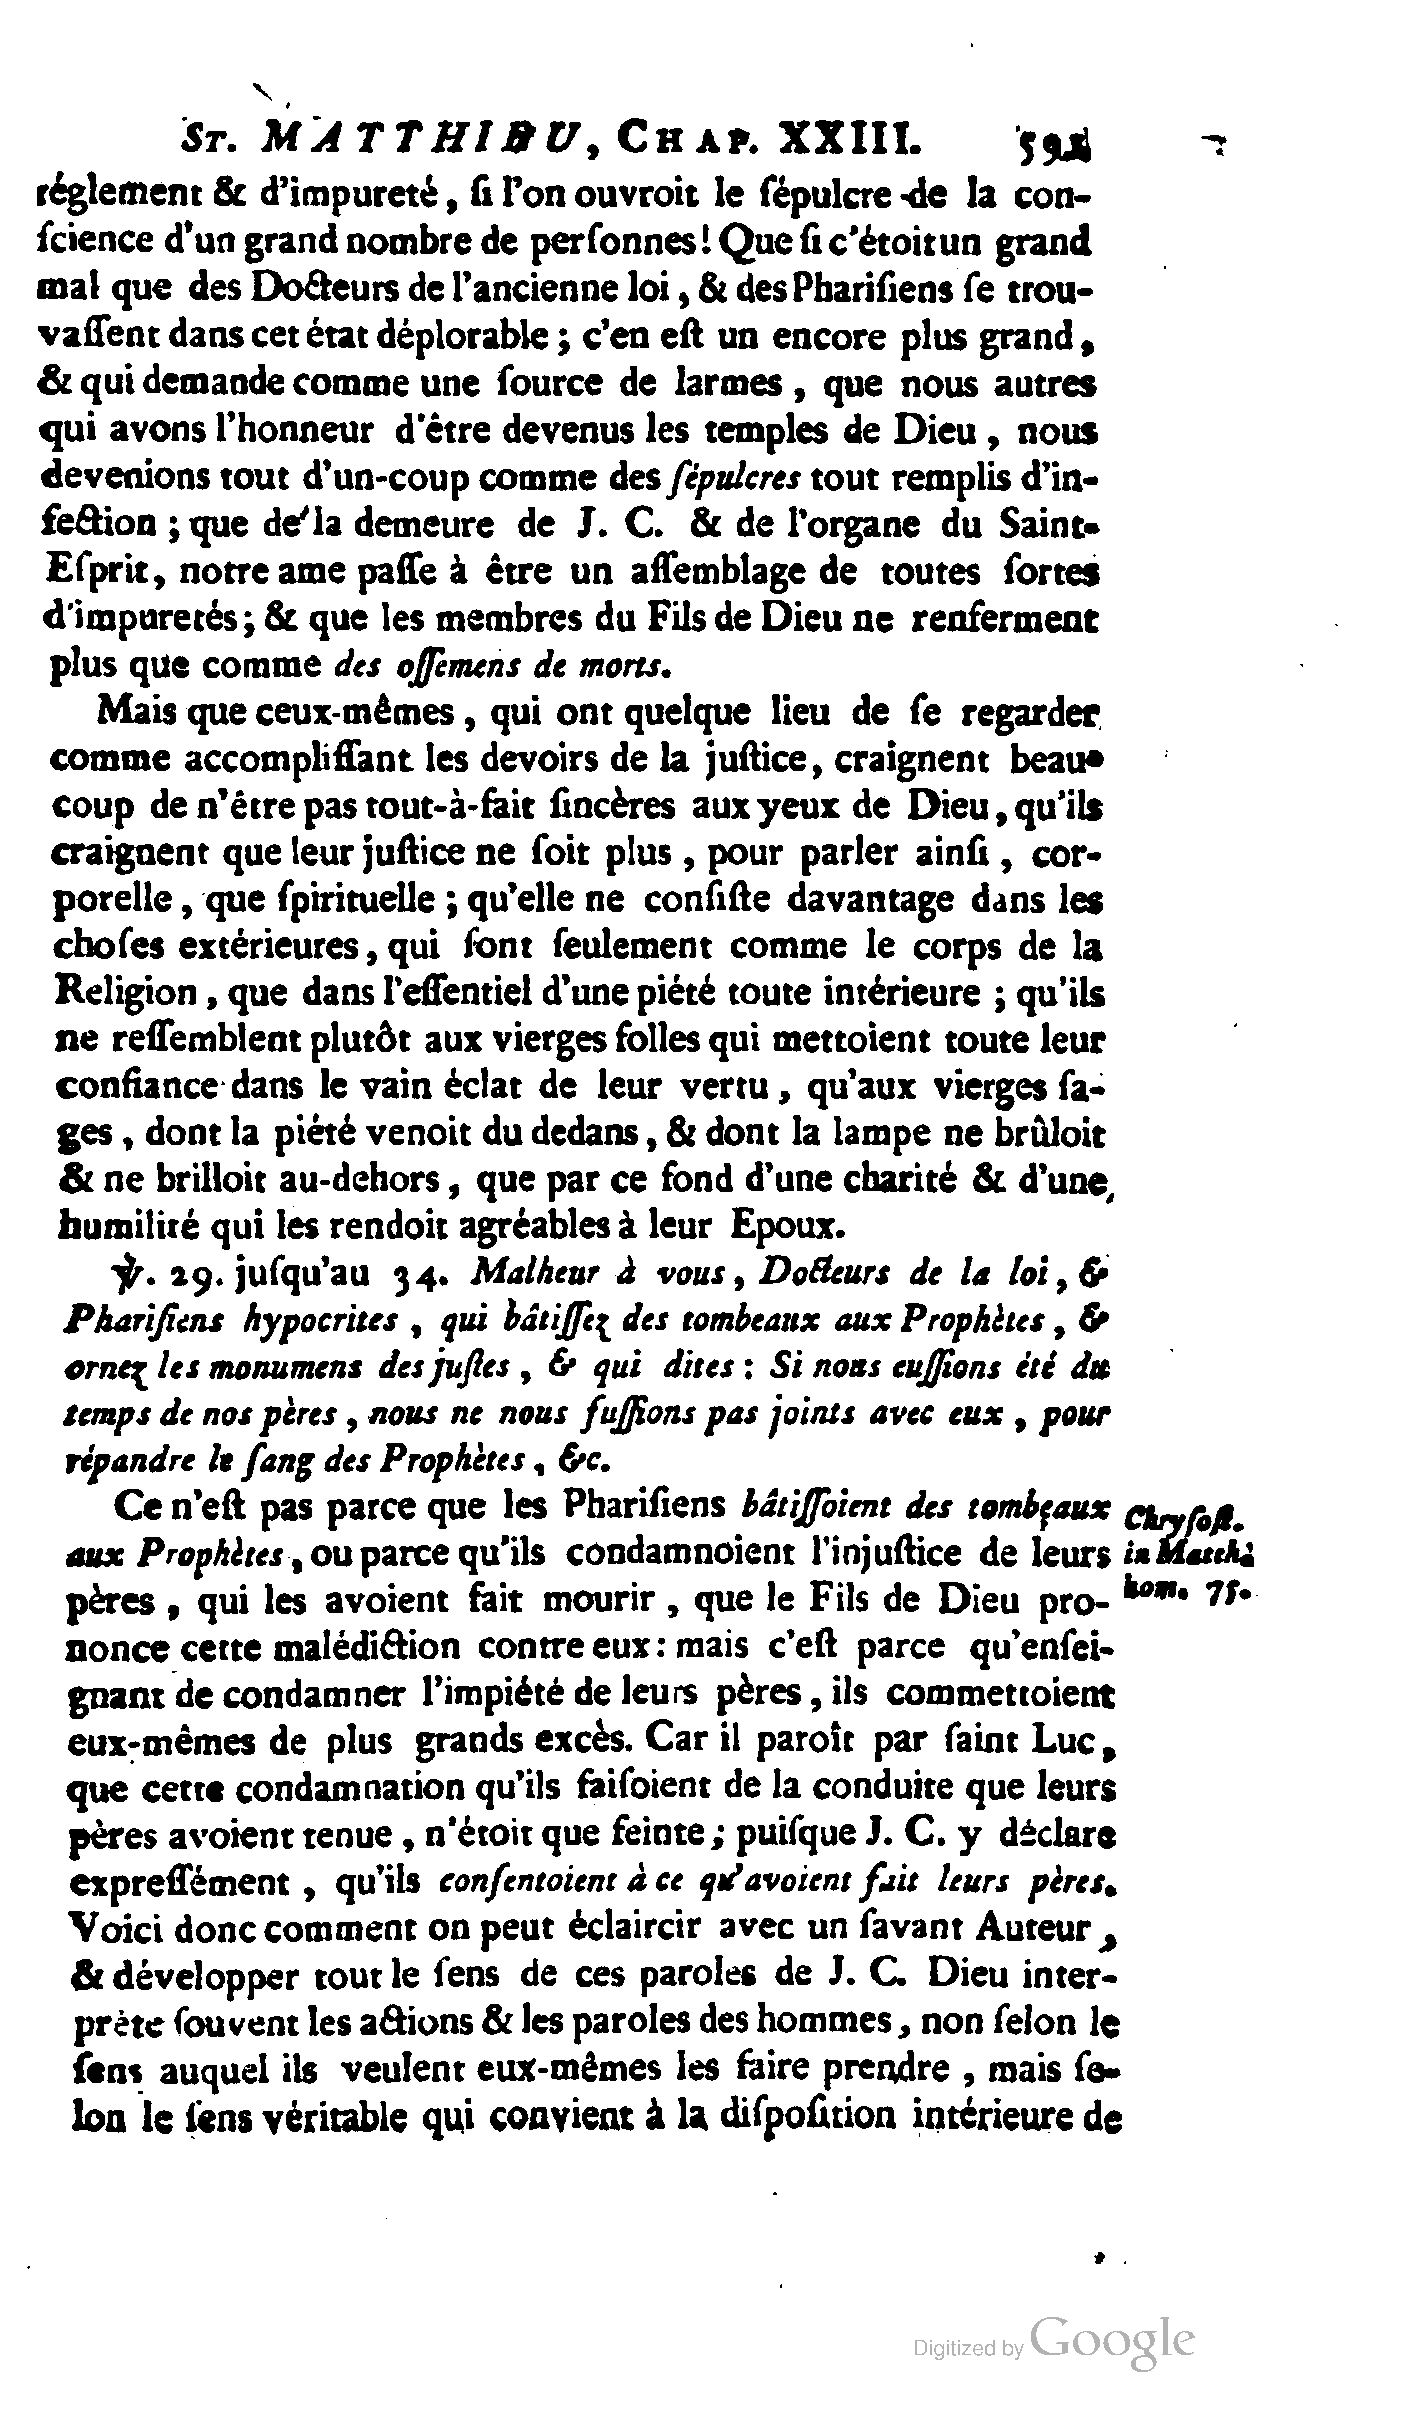 ST. MATTHIEU, CHAP. XXIII.
réglement & d'impureté, ſi l'on ouvroit le ſépulcre de la con-
ſcience d'un grand nombre de perſonnes! Que ſi c'étoit un grand
mal que des Docteurs de l'ancienne loi, & des Phariſiens ſe trou-
vaſſent dans cet état déplorable; c'en eſt un encore plus grand,
& qui demande comme une ſource de larmes, que nous autres
qui avons l'honneur d'être devenus les temples de Dieu, nous
devenions tout d'un-coup comme des ſépulcres tout remplis d'in-
fection; que de la demeure de J. C. & de l'organe du Saint-
Eſprit, notre ame paſſe à être un aſſemblage de toutes ſortes
d'impuretés; & que les membres du Fils de Dieu ne renferment
plus que comme des oſſemens de morts.
Mais que ceux-mêmes, qui ont quelque lieu de ſe regarder
comme accompliſſant les devoirs de la juſtice, craignent beau-
coup de n'être pas tout-à-fait ſincères aux yeux de Dieu, qu'ils
craignent que leur juſtice ne ſoit plus, pour parler ainſi, cor-
porelle, que ſpirituelle; qu'elle ne conſiſte davantage dans les
choſes extérieures, qui ſont ſeulement comme le corps de la
Religion, que dans l'eſſentiel d'une piété toute intérieure; qu'ils
ne reſſemblent plutôt aux vierges folles qui mettoient toute leur
confiance dans le vain éclat de leur vertu, qu'aux vierges ſa-
ges, dont la piété venoit du dedans, & dont la lampe ne brûloit
& ne brilloit au-dehors, que par ce fond d'une charité & d'une
humilité qui les rendoit agréables à leur Epoux.
℣. 29. juſqu'au 34. Malheur à vous, Docteurs de la loi, &
Phariſiens hypocrites, qui bâtiſſez des tombeaux aux Prophètes, &
ornez les monumens des juſtes, & qui dites: Si nous euſſions été du
temps de nos pères, nous ne nous fuſſions pas joints avec eux, pour
répandre le ſang des Prophètes, &c.
Ce n'eſt pas parce que les Phariſiens bâtiſſoient des tombeaux
aux Prophètes, ou parce qu'ils condamnoient l'injuſtice de leurs
pères, qui les avoient fait mourir, que le Fils de Dieu pro-
nonce cette malédiction contre eux: mais c'eſt parce qu'enſei-
gnant de condamner l'impiété de leurs pères, ils commettoient
eux-mêmes de plus grands excès. Car il paroît par ſaint Luc,
que cette condamnation qu'ils faiſoient de la conduite que leurs
pères avoient tenue, n'étoit que feinte; puiſque J. C. y déclare
expreſſément, qu'ils conſentoient à ce qu'avoient fait leurs pères.
Voici donc comment on peut éclaircir avec un ſavant Auteur,
& développer tout le ſens de ces paroles de J. C. Dieu inter-
prète ſouvent les actions & les paroles des hommes, non ſelon le
ſens auquel ils veulent eux-mêmes les faire prendre, mais ſe-
lon le ſens véritable qui convient à la diſpoſition intérieure de
Chryſoſt.
in Matth.
hom. 75.
Digitized by Google